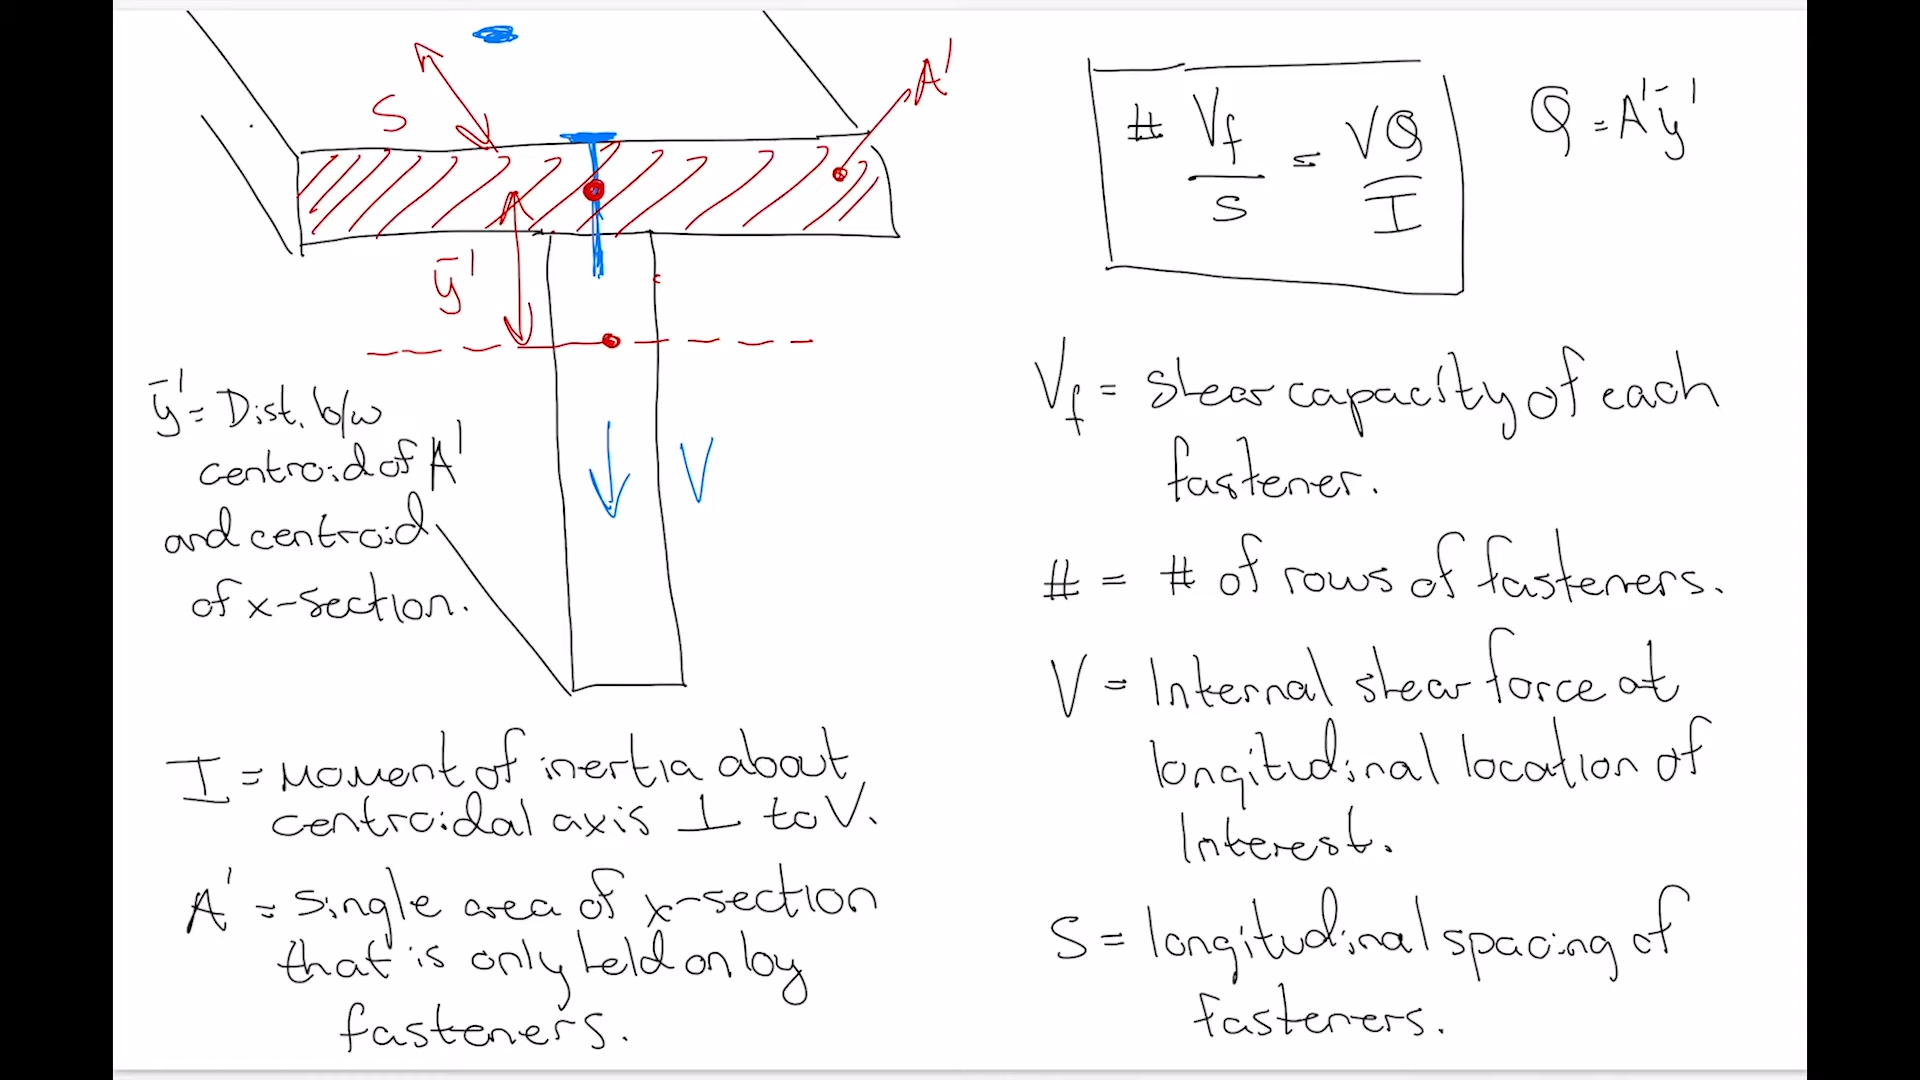 S
A'
ȳ'
V
ȳ' = Dist. b/w
centroid of A'
and centroid
of x-section.
I = Moment of inertia about
centroidal axis ⊥ to V.
A' = single area of x-section
that is only held on by
fasteners.
# Vf/S = VQ/I
Q = A'ȳ'
Vf = shear capacity of each
fastener.
# = # of rows of fasteners.
V = Internal shear force at
longitudinal location of
Interest.
S = longitudinal spacing of
fasteners.